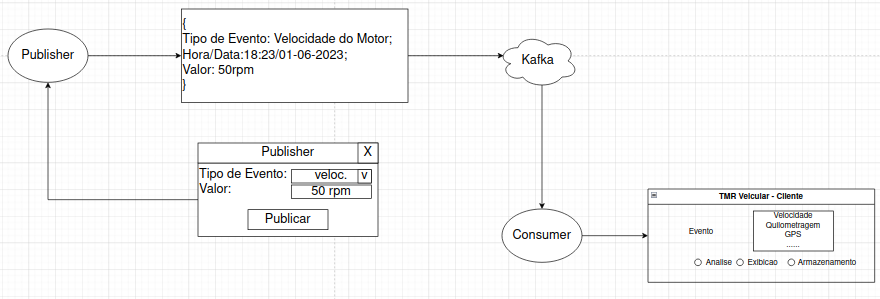 Publisher
{
Tipo de Evento: Velocidade do Motor;
Hora/Data:18:23/01-06-2023;
Valor: 50rpm
}
Kafka
Publisher X
Tipo de Evento: veloc. v
Valor: 50 rpm
Publicar
Consumer
TMR Veicular - Cliente
Evento
Velocidade
Quilometragem
GPS
......
Analise Exibicao Armazenamento